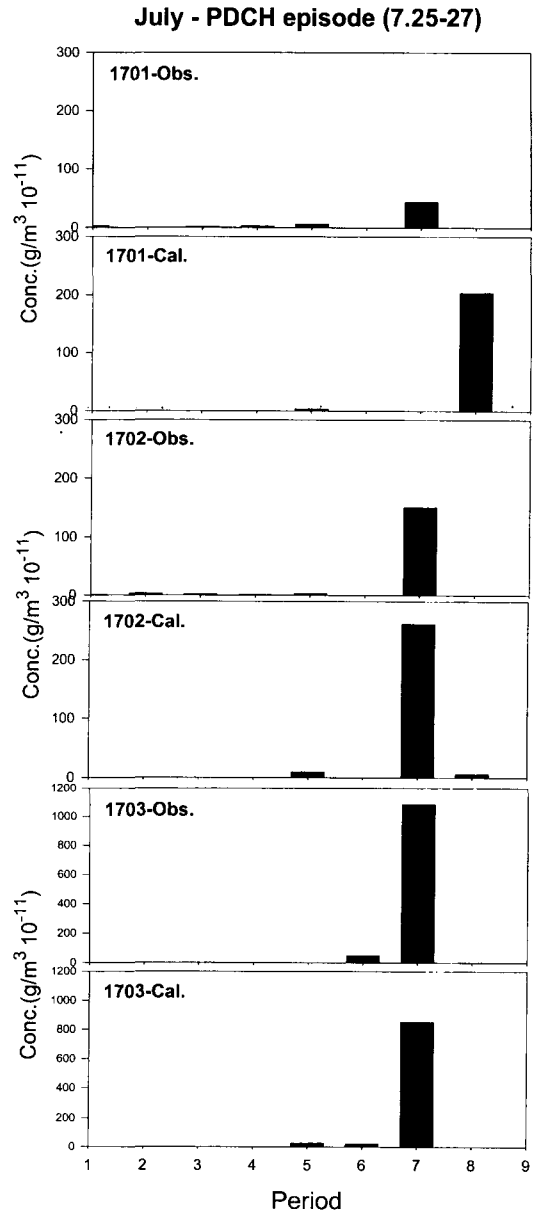 July - PDCH episode (7.25-27)
300
1701-Obs.
200
100
0
Conc.(g/m³ 10⁻¹¹)
300
1701-Cal.
200
100
0
300
1702-Obs.
200
100
0
Conc.(g/m³ 10⁻¹¹)
300
1702-Cal.
200
100
0
1200
1703-Obs.
1000
800
600
400
200
0
Conc.(g/m³ 10⁻¹¹)
1200
1703-Cal.
1000
800
600
400
200
0
1 2 3 4 5 6 7 8 9
Period